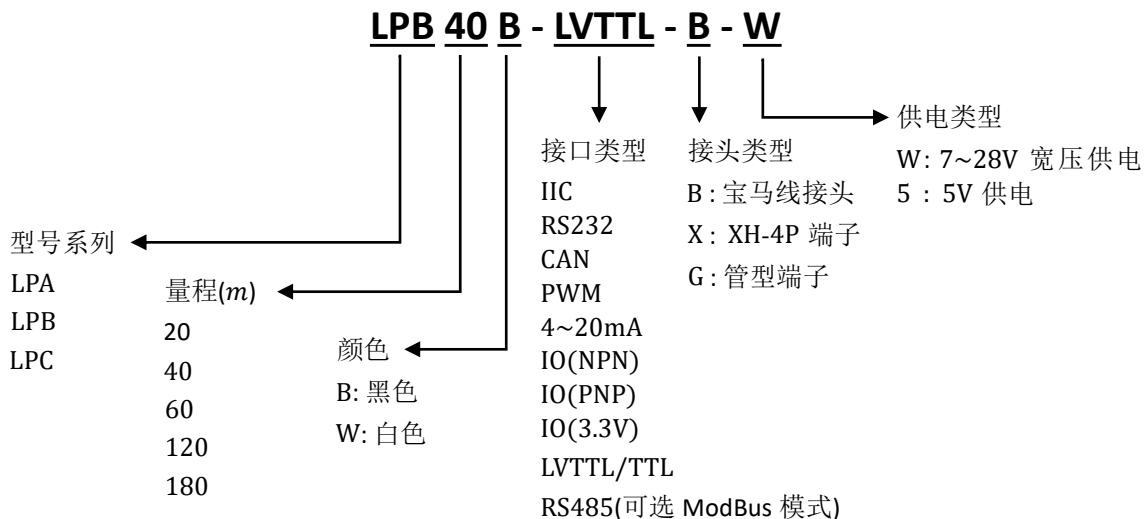 LPB 40 B - LVTTL - B - W
型号系列
LPA
LPB
LPC
量程(m)
20
40
60
120
180
颜色
B: 黑色
W: 白色
接口类型
IIC
RS232
CAN
PWM
4~20mA
IO(NPN)
IO(PNP)
IO(3.3V)
LVTTL/TTL
RS485(可选 ModBus 模式)
接头类型
B : 宝马线接头
X : XH-4P 端子
G : 管型端子
供电类型
W: 7~28V 宽压供电
5 : 5V 供电